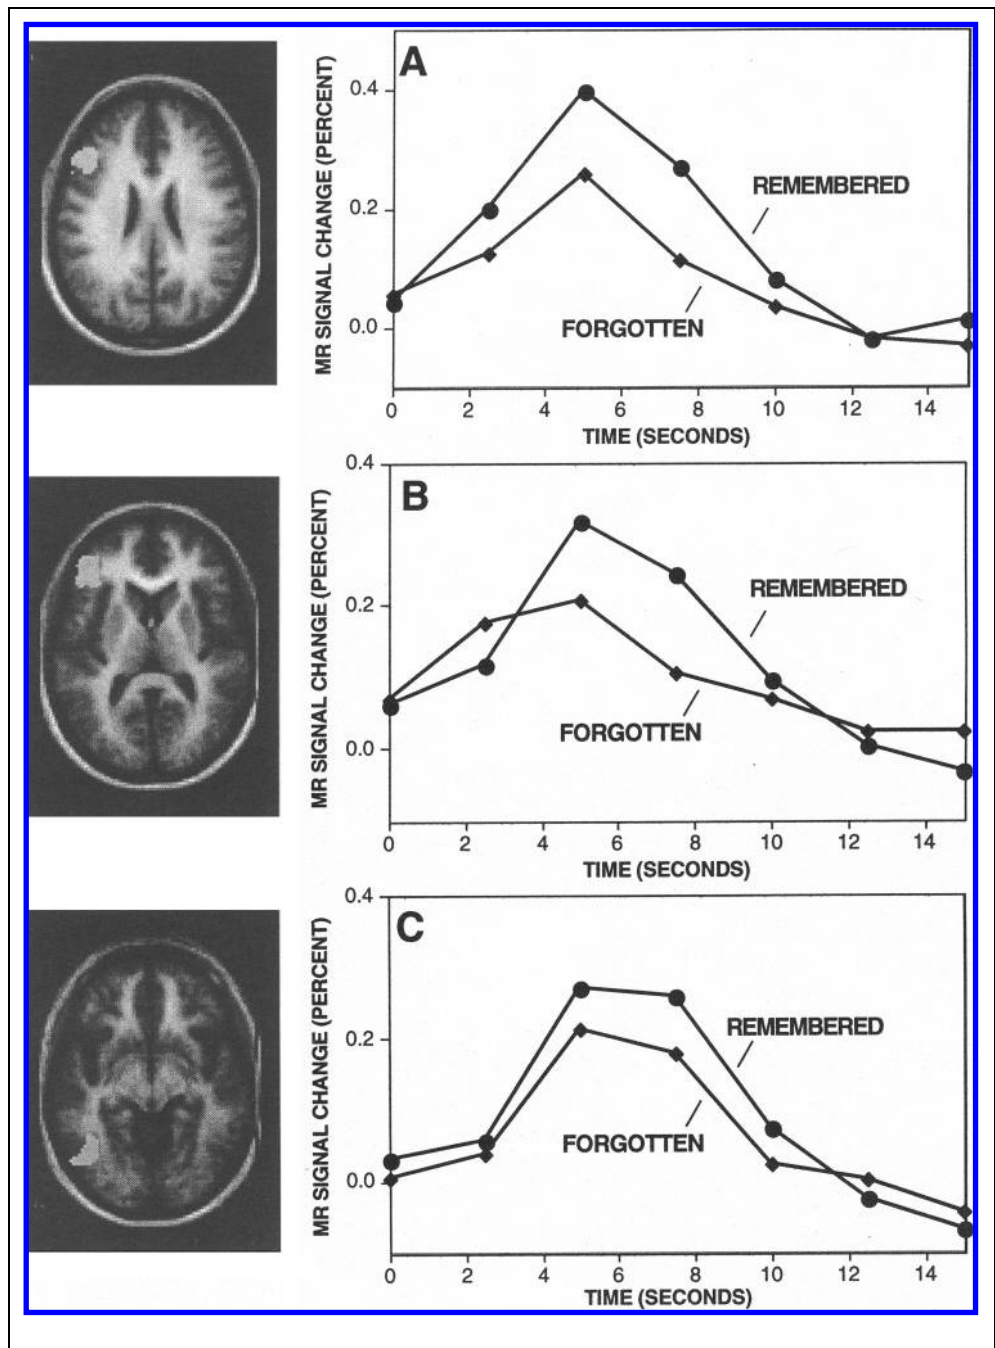 A
MR SIGNAL CHANGE (PERCENT)
0.4
0.2
0.0
REMEMBERED
FORGOTTEN
0 2 4 6 8 10 12 14
TIME (SECONDS)
B
MR SIGNAL CHANGE (PERCENT)
0.4
0.2
0.0
REMEMBERED
FORGOTTEN
0 2 4 6 8 10 12 14
TIME (SECONDS)
C
MR SIGNAL CHANGE (PERCENT)
0.4
0.2
0.0
REMEMBERED
FORGOTTEN
0 2 4 6 8 10 12 14
TIME (SECONDS)